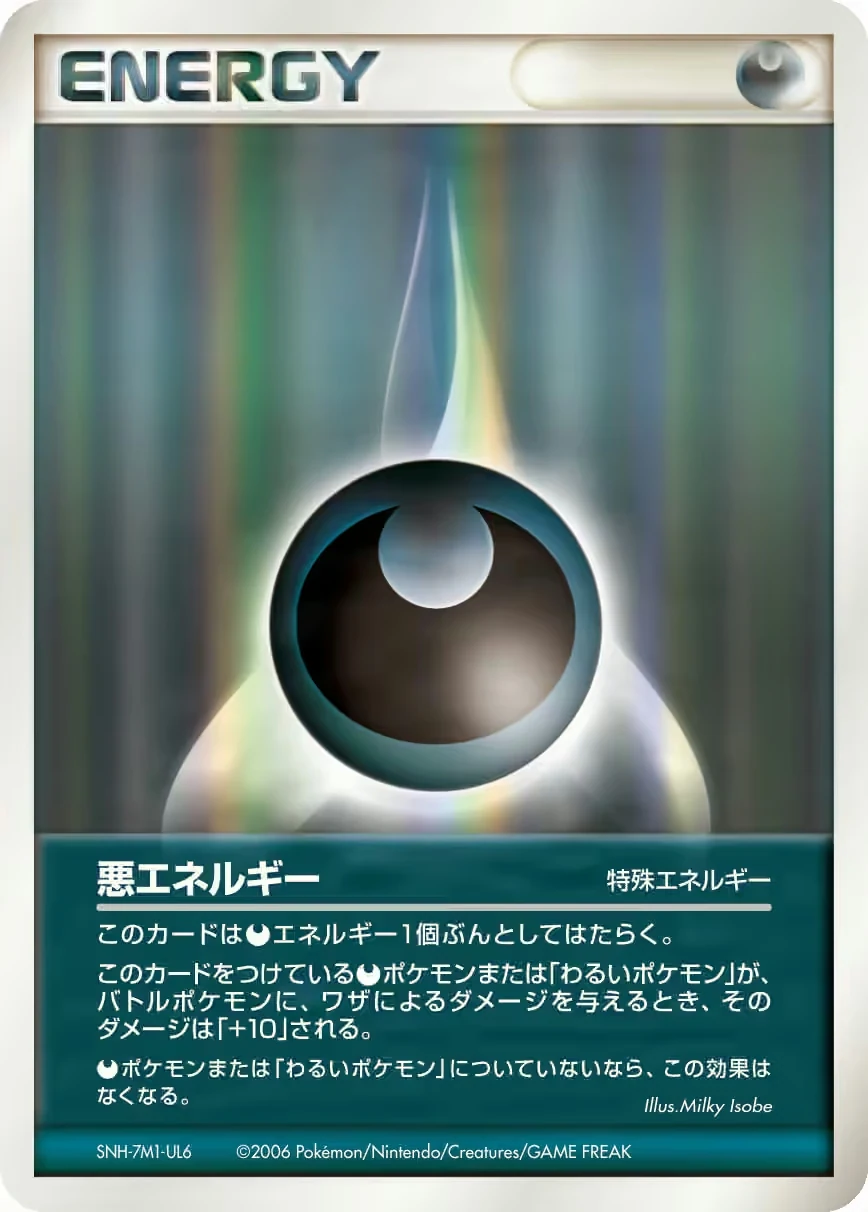 ENERGY
悪エネルギー
特殊エネルギー
このカードはエネルギー1個ぶんとしてはたらく。
このカードをつけているポケモンまたは「わるいポケモン」が、
バトルポケモンに、ワザによるダメージを与えるとき、その
ダメージは「+10」される。
ポケモンまたは「わるいポケモン」についていないなら、この効果は
なくなる。
Illus.Milky Isobe
SNH-7M1-UL6 ©2006 Pokémon/Nintendo/Creatures/GAME FREAK